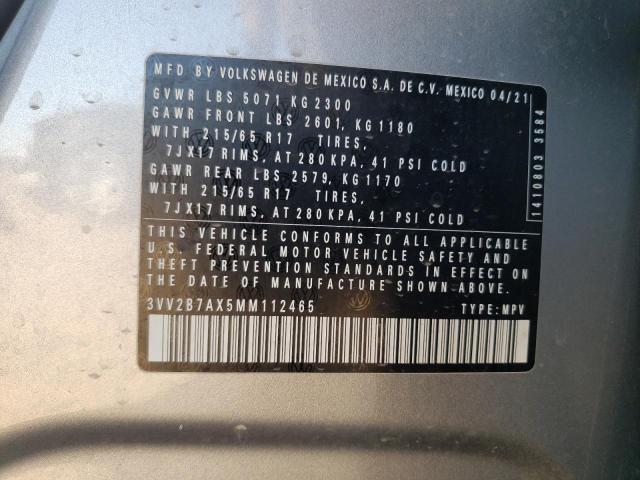 MFD BY VOLKSWAGEN DE MEXICO S.A. DE C.V. MEXICO 04/21
GVWR LBS 5071, KG 2300
GAWR FRONT LBS 2601, KG 1180
WITH 215/65 R17 TIRES,
7JX17 RIMS, AT 280KPA, 41 PSI COLD
GAWR REAR LBS 2579, KG 1170
WITH 215/65 R17 TIRES,
7JX17 RIMS, AT 280KPA, 41 PSI COLD
1410803 3584
THIS VEHICLE CONFORMS TO ALL APPLICABLE
U.S. FEDERAL MOTOR VEHICLE SAFETY AND
THEFT PREVENTION STANDARDS IN EFFECT ON
THE DATE OF MANUFACTURE SHOWN ABOVE.
3VV2B7AX5MM112465 TYPE: MPV